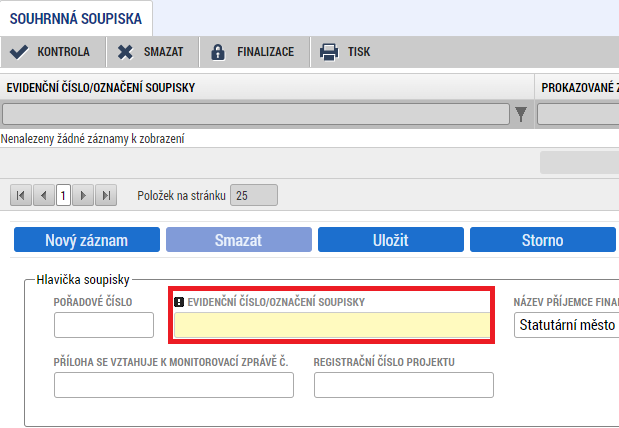 SOUHRNNÁ SOUPISKA
KONTROLA SMAZAT FINALIZACE TISK
EVIDENČNÍ ČÍSLO/OZNAČENÍ SOUPISKY PROKAZOVANÉ
Nenalezeny žádné záznamy k zobrazení
1 Položek na stránku 25
Nový záznam Smazat Uložit Storno
Hlavička soupisky
POŘADOVÉ ČÍSLO EVIDENČNÍ ČÍSLO/OZNAČENÍ SOUPISKY NÁZEV PŘÍJEMCE FINA
Statutární město
PŘÍLOHA SE VZTAHUJE K MONITOROVACÍ ZPRÁVĚ Č. REGISTRAČNÍ ČÍSLO PROJEKTU